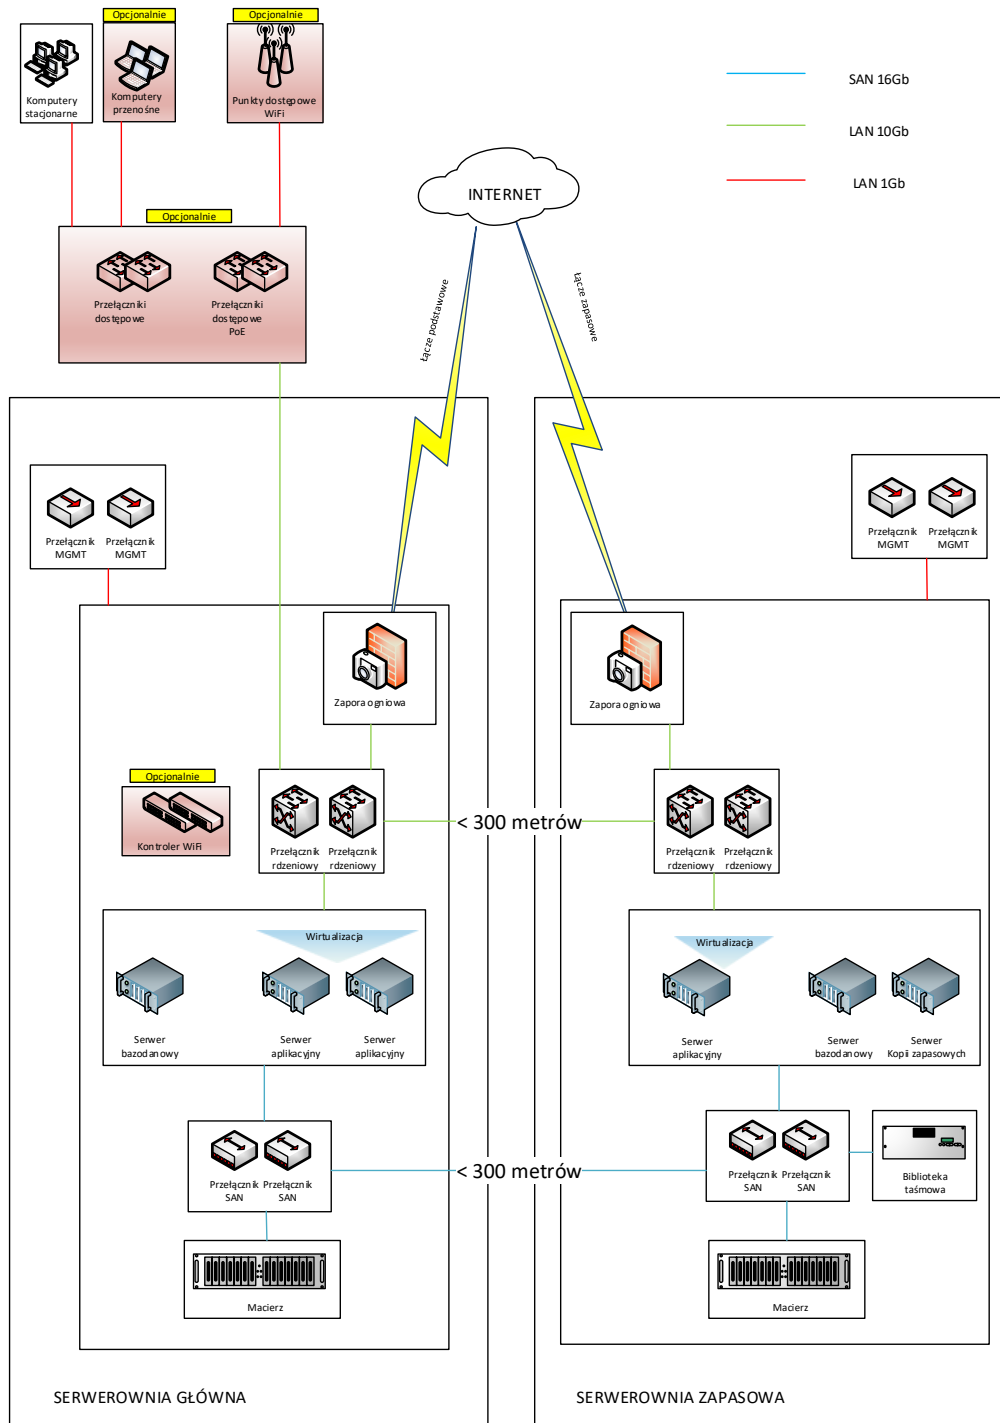 Opcjonalnie
Opcjonalnie
Komputery
stacjonarne
Komputery
przenośne
Punkty dostępowe
WiFi
SAN 16Gb
LAN 10Gb
LAN 1Gb
INTERNET
Opcjonalnie
Przełączniki
dostępowe
Przełączniki
dostępowe
PoE
Łącze podstawowe
Łącze zapasowe
Przełącznik
MGMT
Przełącznik
MGMT
Przełącznik
MGMT
Przełącznik
MGMT
Zapora ogniowa
Zapora ogniowa
Opcjonalnie
Kontroler WiFi
Przełącznik
rdzeniowy
Przełącznik
rdzeniowy
< 300 metrów
Przełącznik
rdzeniowy
Przełącznik
rdzeniowy
Wirtualizacja
Serwer
bazodanowy
Serwer
aplikacyjny
Serwer
aplikacyjny
Wirtualizacja
Serwer
aplikacyjny
Serwer
bazodanowy
Serwer
Kopii zapasowych
Przełącznik
SAN
Przełącznik
SAN
< 300 metrów
Przełącznik
SAN
Przełącznik
SAN
Biblioteka
taśmowa
Macierz
Macierz
SERWEROWNIA GŁÓWNA
SERWEROWNIA ZAPASOWA